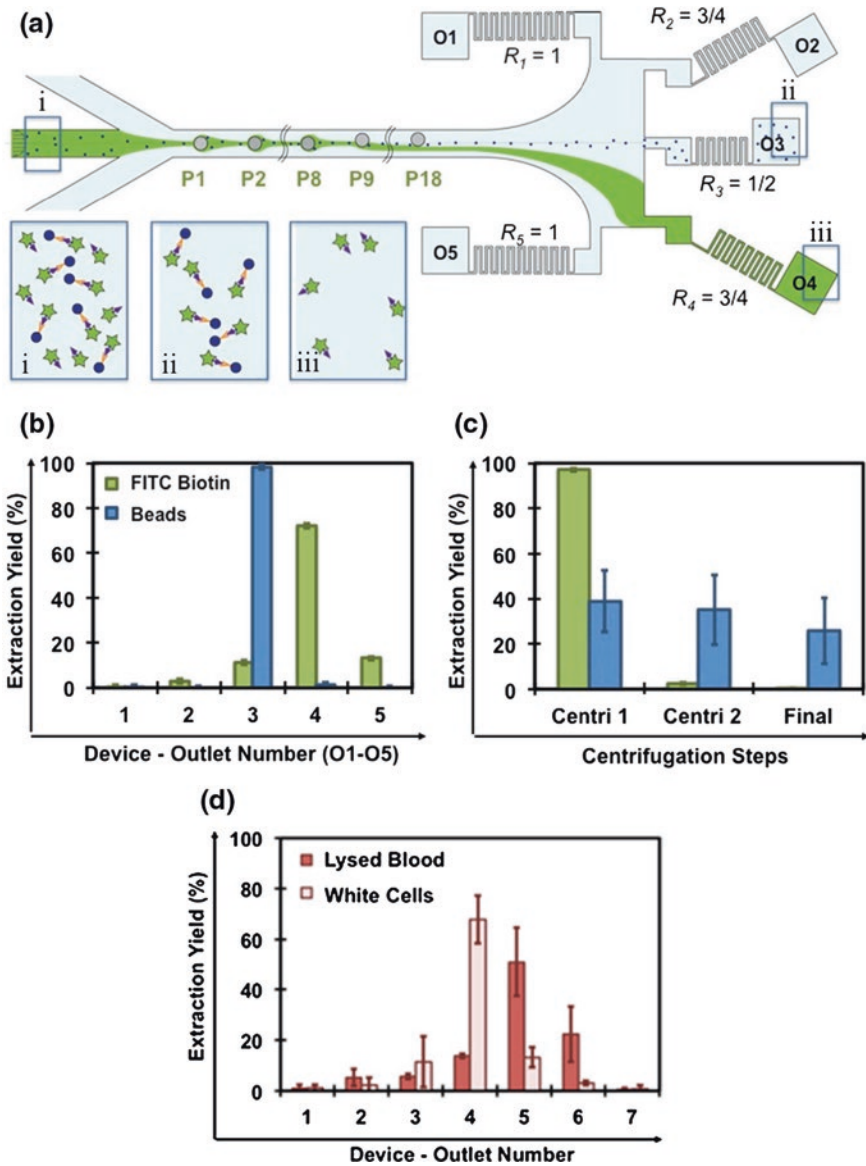 (a)
O1
R1 = 1
R2 = 3/4
O2
i
ii
O3
R3 = 1/2
P1
P2
P8
P9
P18
O5
R5 = 1
iii
O4
R4 = 3/4
i
ii
iii
(b)
Extraction Yield (%)
100
80
60
40
20
0
FITC Biotin
Beads
1 2 3 4 5
Device - Outlet Number (O1-O5)
(c)
Extraction Yield (%)
100
80
60
40
20
0
Centri 1 Centri 2 Final
Centrifugation Steps
(d)
Extraction Yield (%)
100
80
60
40
20
0
Lysed Blood
White Cells
1 2 3 4 5 6 7
Device - Outlet Number